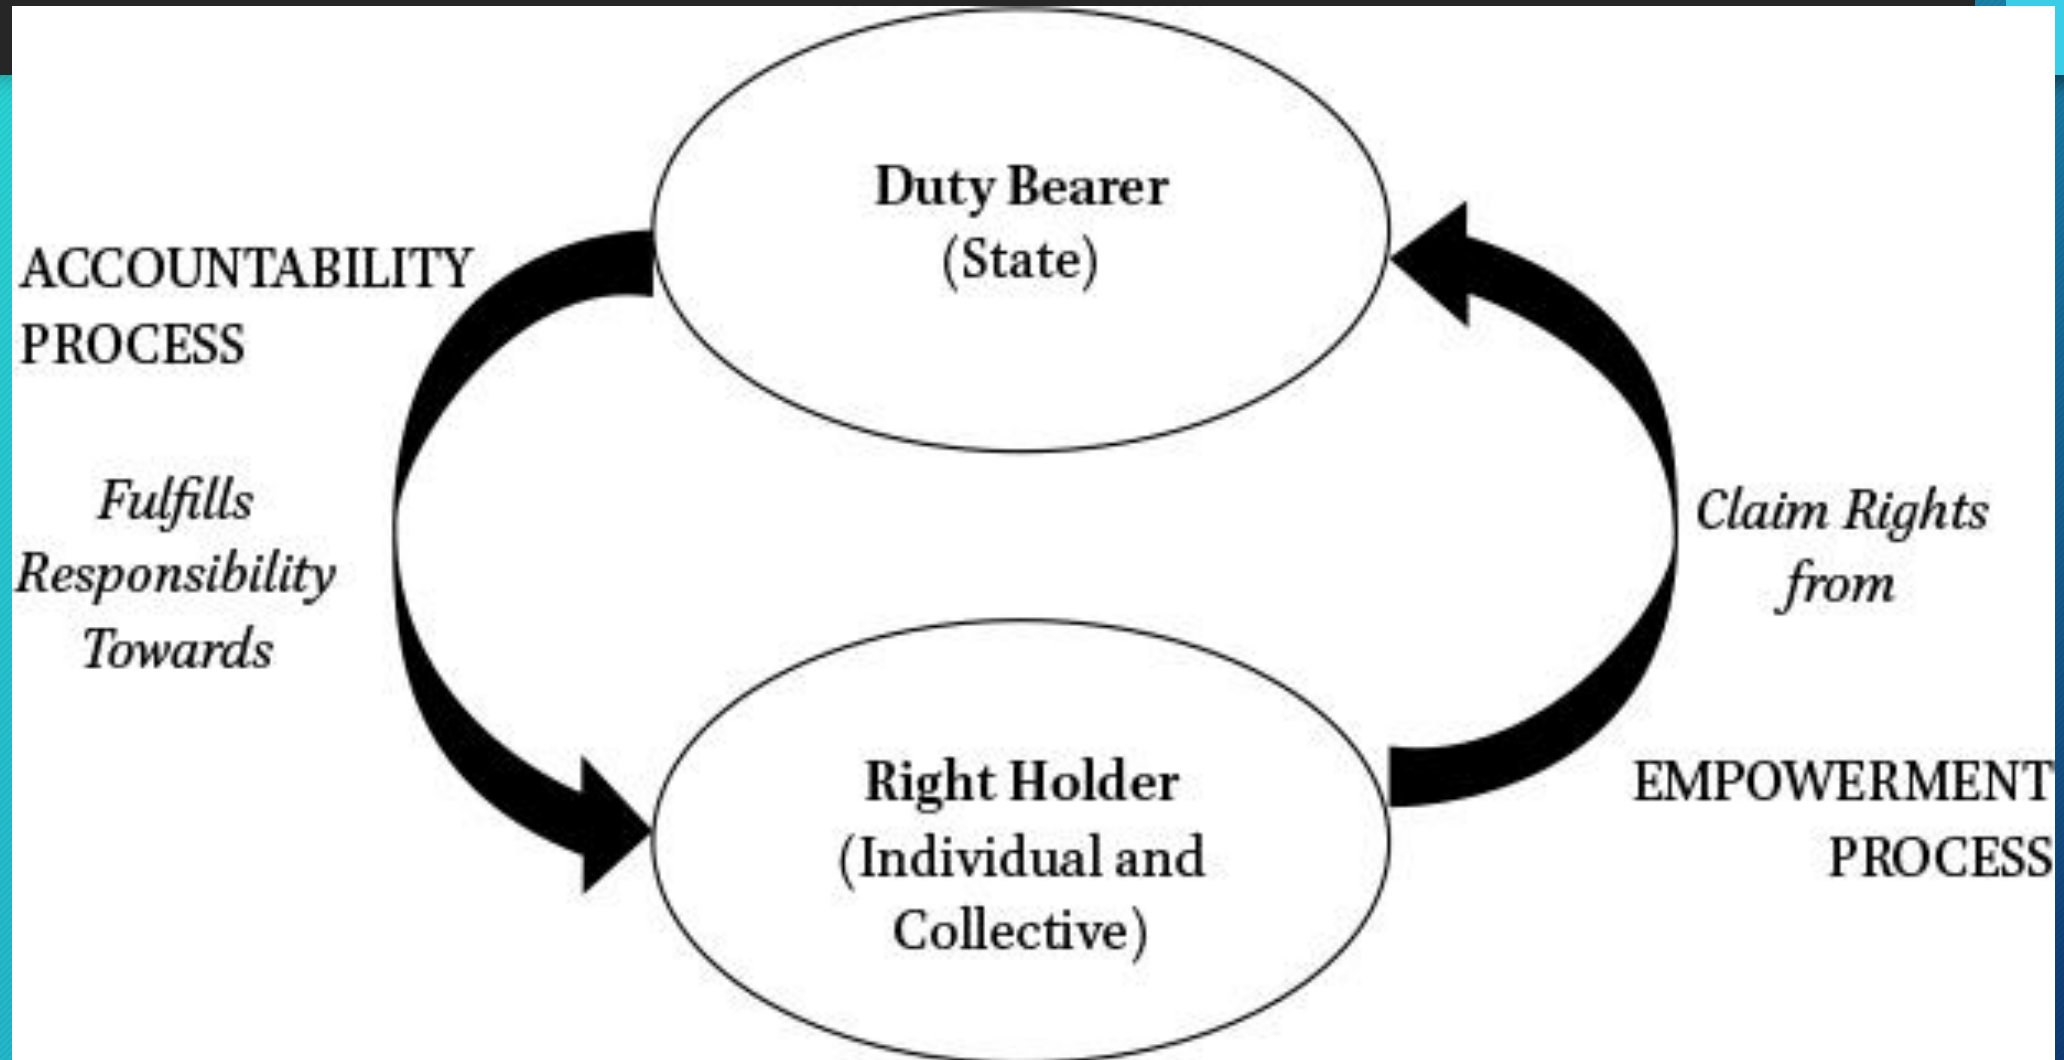 Duty Bearer
(State)
ACCOUNTABILITY
PROCESS
Fulfills
Responsibility
Towards
Claim Rights
from
Right Holder
(Individual and
Collective)
EMPOWERMENT
PROCESS